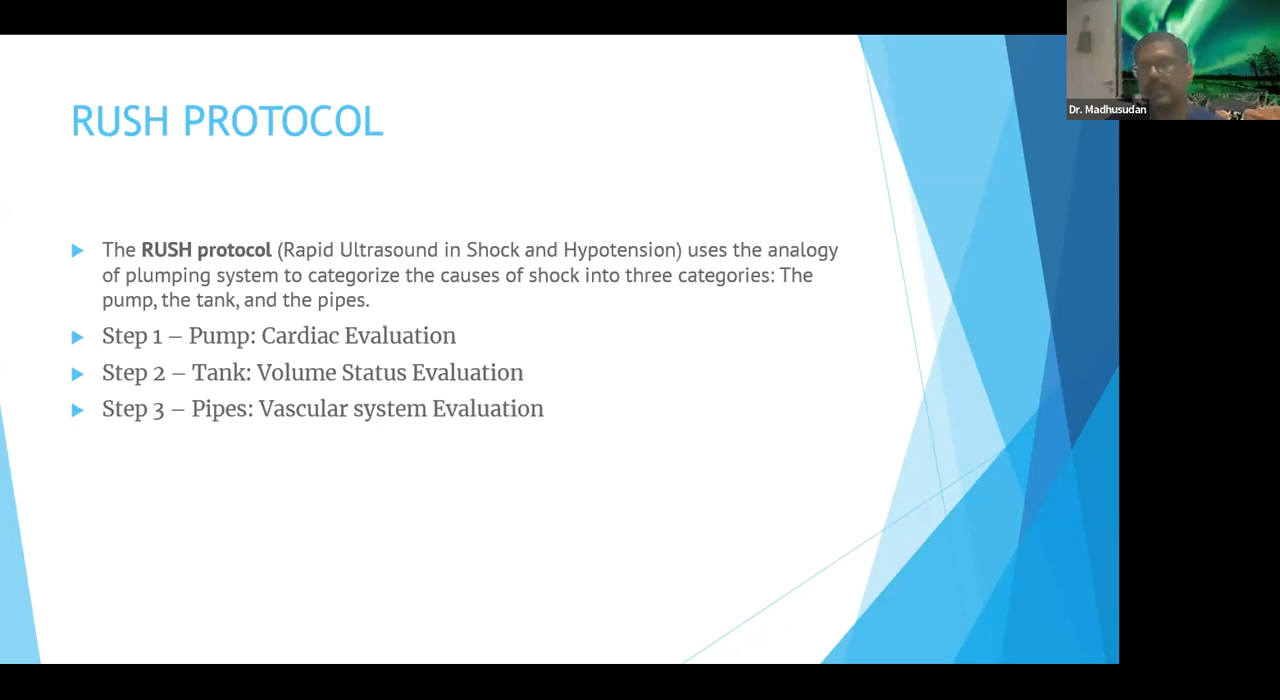 RUSH PROTOCOL
The RUSH protocol (Rapid Ultrasound in Shock and Hypotension) uses the analogy
of plumping system to categorize the causes of shock into three categories: The
pump, the tank, and the pipes.
Step 1 – Pump: Cardiac Evaluation
Step 2 – Tank: Volume Status Evaluation
Step 3 – Pipes: Vascular system Evaluation
Dr. Madhusudan